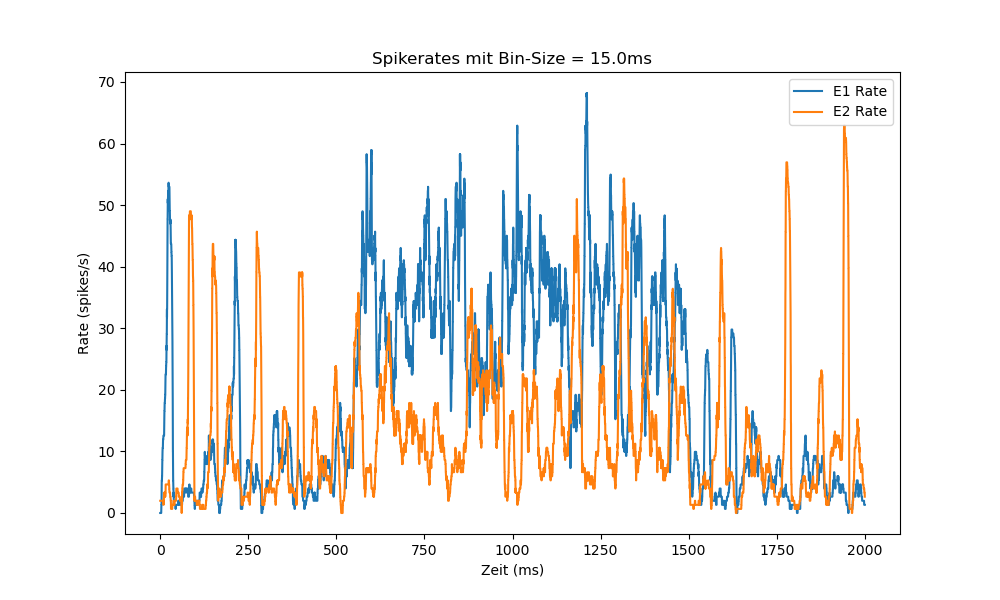 Spikerates mit Bin-Size = 15.0ms
E1 Rate
E2 Rate
Rate (spikes/s)
70
60
50
40
30
20
10
0
0 250 500 750 1000 1250 1500 1750 2000
Zeit (ms)